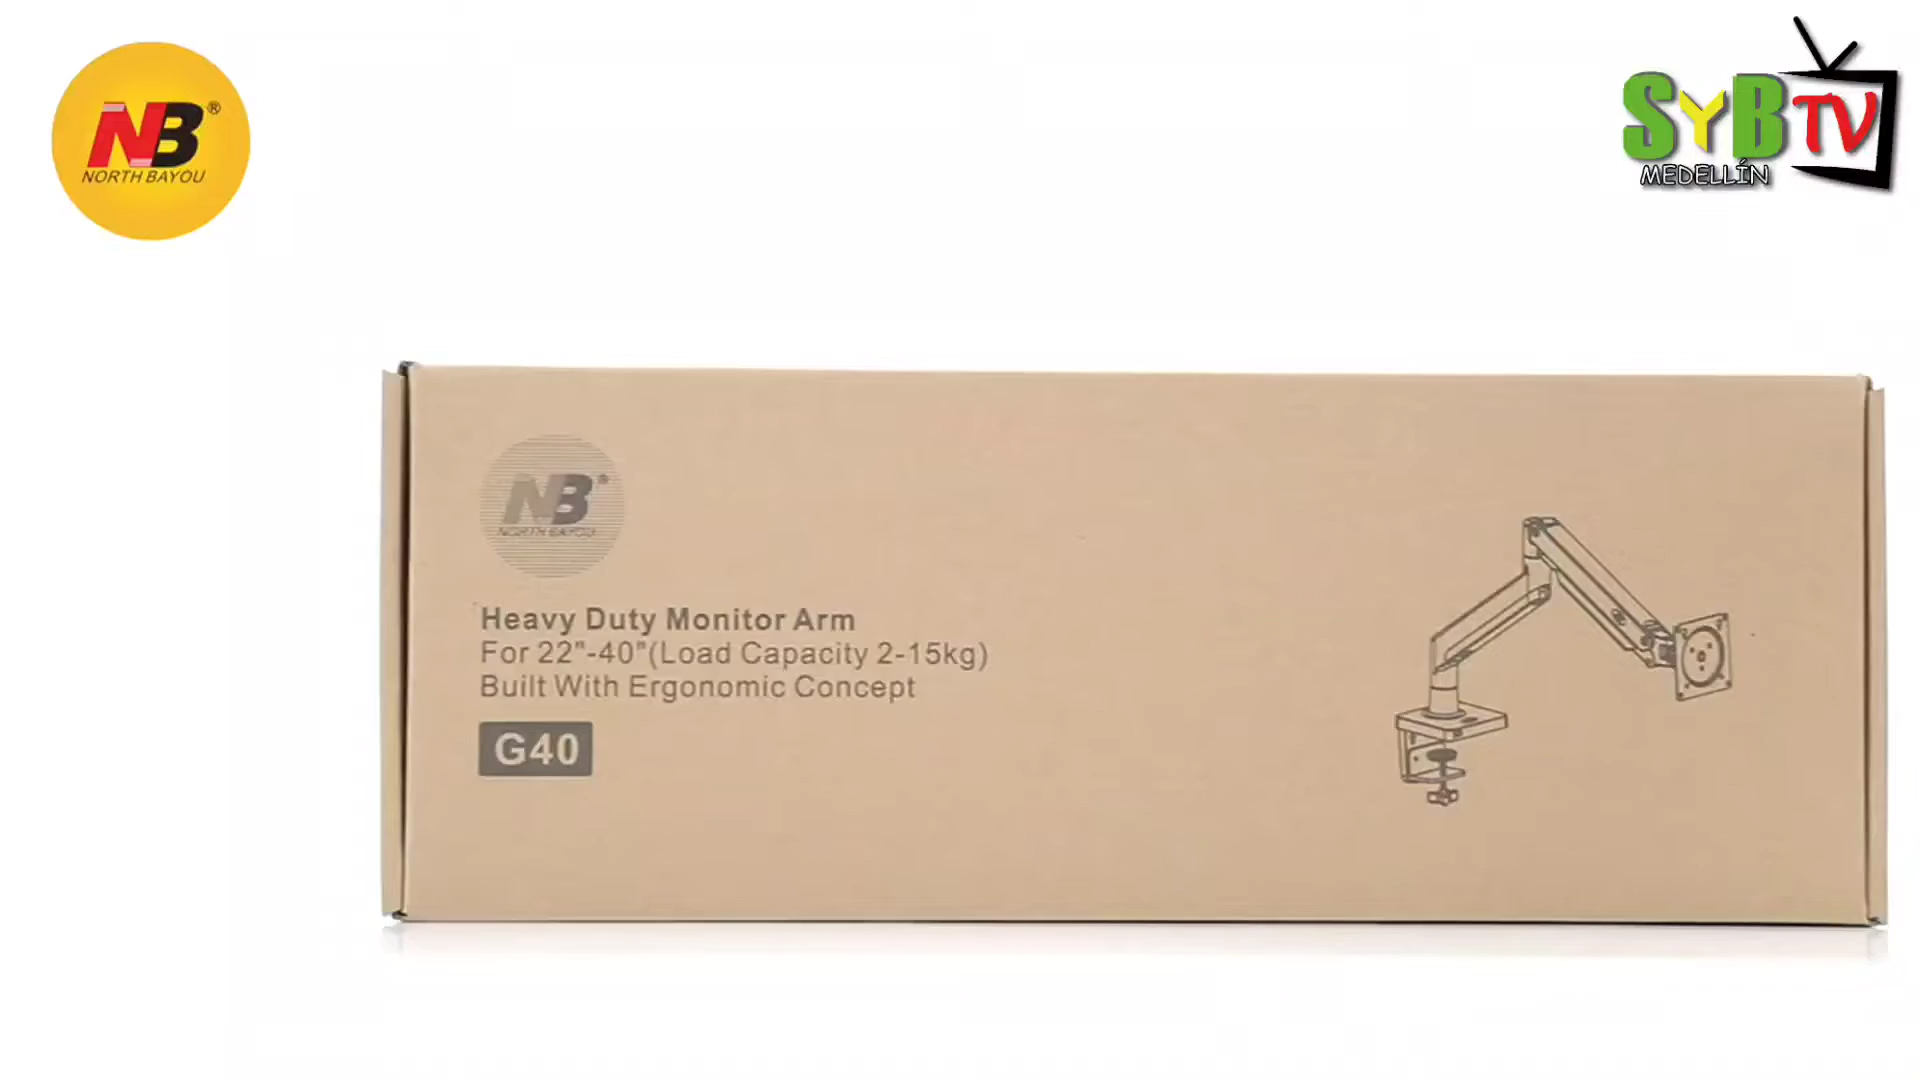 NB®
NORTH BAYOU
SYBTV
MEDELLÍN
NB®
NORTH BAYOU
Heavy Duty Monitor Arm
For 22"-40"(Load Capacity 2-15kg)
Built With Ergonomic Concept
G40